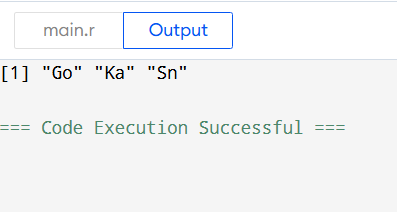 main.r Output
[1] "Go" "Ka" "Sn"
=== Code Execution Successful ===